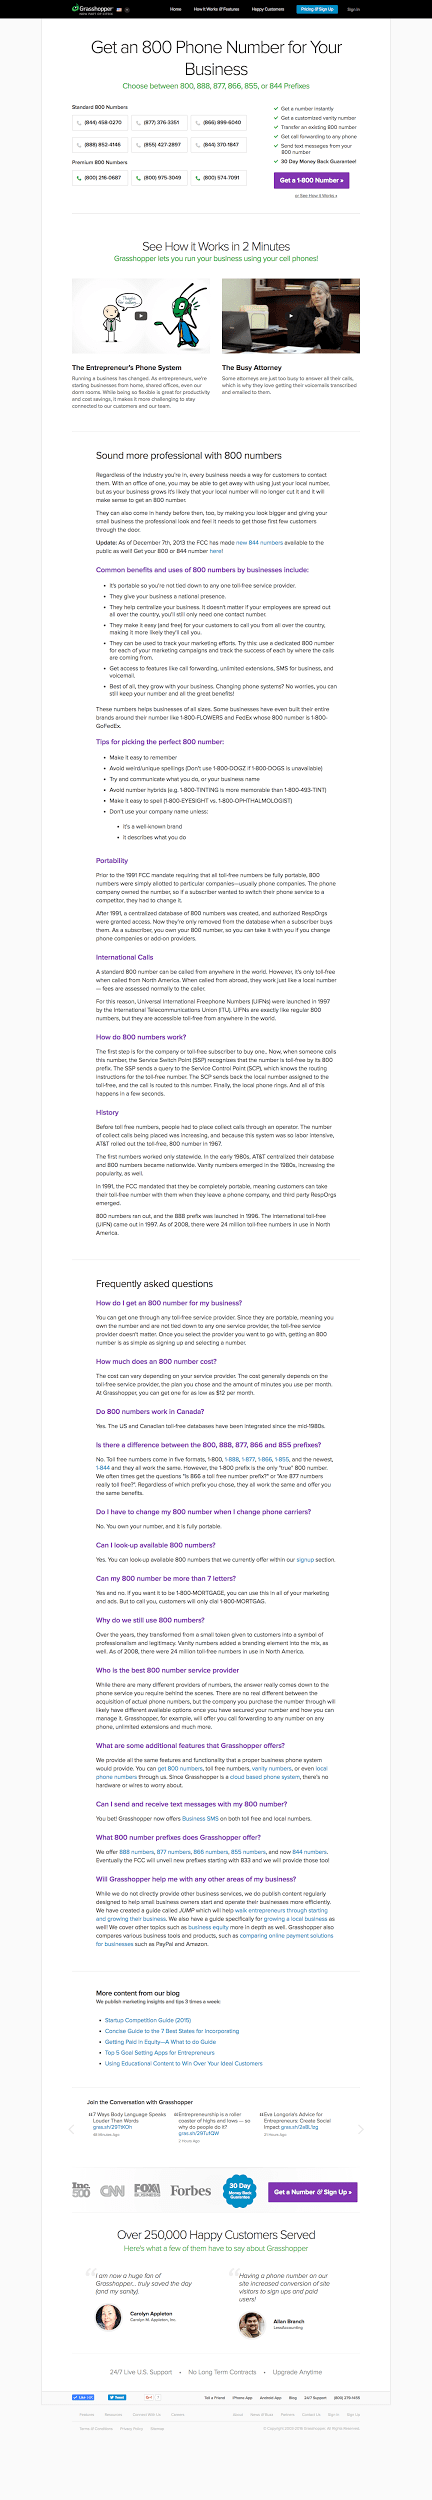 Grasshopper
Home
How it Works & Features
Happy Customers
Pricing & Sign Up
Sign In
Get an 800 Phone Number for Your
Business
Choose between 800, 888, 877, 866, 855, or 844 Prefixes
Standard 800 Numbers
(844) 458-0270
(877) 376-3351
(866) 899-6040
(888) 852-4146
(855) 427-2897
(844) 370-1847
Premium 800 Numbers
(800) 216-0687
(800) 975-3049
(800) 574-7091
Get a number instantly
Get a customized vanity number
Transfer an existing 800 number
Get call forwarding to any phone
Send text messages from your
800 number
30 Day Money Back Guarantee!
Get a 1-800 Number »
or See How it Works »
See How it Works in 2 Minutes
Grasshopper lets you run your business using your cell phones!
The Entrepreneur's Phone System
Running a business has changed. As entrepreneurs, we're
starting businesses from home, shared offices, even our
dorm rooms. While being so flexible is great for productivity
and cost savings, it makes it more challenging to stay
connected to our customers and our team.
The Busy Attorney
Some attorneys are just too busy to answer all their calls,
which is why they love getting their voicemails transcribed
and emailed to them.
Sound more professional with 800 numbers
Regardless of the industry you're in, every business needs a way for customers to contact
them. With an office of one, you may be able to get away with using just your local number,
but as your business grows it's likely that your local number will no longer cut it and it will
make sense to get an 800 number.
They can also come in handy before then, too, by making you look bigger and giving your
small business the professional look and feel it needs to get those first few customers
through the door.
Update: As of December 7th, 2013 the FCC has made new 844 numbers available to the
public as well! Get your 800 or 844 number here!
Common benefits and uses of 800 numbers by businesses include:
• It's portable so you're not tied down to any one toll-free service provider.
• They give your business a national presence.
• They help centralize your business. It doesn't matter if your employees are spread out
all over the country, you'll still only need one contact number.
• They make it easy (and free) for your customers to call you from all over the country,
making it more likely they'll call you.
• They can be used to track your marketing efforts. Try this: use a dedicated 800 number
for each of your marketing campaigns and track the success of each by where the calls
are coming from.
• Get access to features like call forwarding, unlimited extensions, SMS for business, and
voicemail.
• Best of all, they grow with your business. Changing phone systems? No worries, you can
still keep your number and all the great benefits!
These numbers helps businesses of all sizes. Some businesses have even built their entire
brands around their number like 1-800-FLOWERS and FedEx whose 800 number is 1-800-
GoFedEx.
Tips for picking the perfect 800 number:
• Make it easy to remember
• Avoid weird/unique spellings (Don't use 1-800-DOGZ if 1-800-DOGS is unavailable)
• Try and communicate what you do, or your business name
• Avoid number hybrids (e.g. 1-800-TINTING is more memorable than 1-800-493-TINT)
• Make it easy to spell (1-800-EYESIGHT vs. 1-800-OPHTHALMOLOGIST)
• Don't use your company name unless:
• It's a well-known brand
• It describes what you do
Portability
Prior to the 1991 FCC mandate requiring that all toll-free numbers be fully portable, 800
numbers were simply allotted to particular companies—usually phone companies. The phone
company owned the number, so if a subscriber wanted to switch their phone service to a
competitor, they had to change it.
After 1991, a centralized database of 800 numbers was created, and authorized RespOrgs
were granted access. Now they're only removed from the database when a subscriber buys
them. As a subscriber, you own your 800 number, so you can take it with you if you change
phone companies or add-on providers.
International Calls
A standard 800 number can be called from anywhere in the world. However, it's only toll-free
when called from North America. When called from abroad, they work just like a local number
— fees are assessed normally to the caller.
For this reason, Universal International Freephone Numbers (UIFNs) were launched in 1997
by the International Telecommunications Union (ITU). UIFNs are exactly like regular 800
numbers, but they are accessible toll-free from anywhere in the world.
How do 800 numbers work?
The first step is for the company or toll-free subscriber to buy one.. Now, when someone calls
this number, the Service Switch Point (SSP) recognizes that the number is toll-free by its 800
prefix. The SSP sends a query to the Service Control Point (SCP), which knows the routing
instructions for the toll-free number. The SCP sends back the local number assigned to the
toll-free, and the call is routed to this number. Finally, the local phone rings. And all of this
happens in a few seconds.
History
Before toll free numbers, people had to place collect calls through an operator. The number
of collect calls being placed was increasing, and because this system was so labor intensive,
AT&T rolled out the toll-free, 800 number in 1967.
The first numbers worked only statewide. In the early 1980s, AT&T centralized their database
and 800 numbers became nationwide. Vanity numbers emerged in the 1980s, increasing the
popularity, as well.
In 1991, the FCC mandated that they be completely portable, meaning customers can take
their toll-free number with them when they leave a phone company, and third party RespOrgs
emerged.
800 numbers ran out, and the 888 prefix was launched in 1996. The international toll-free
(UIFN) came out in 1997. As of 2008, there were 24 million toll-free numbers in use in North
America.
Frequently asked questions
How do I get an 800 number for my business?
You can get one through any toll-free service provider. Since they are portable, meaning you
own the number and are not tied down to any one service provider, the toll-free service
provider doesn't matter. Once you select the provider you want to go with, getting an 800
number is as simple as signing up and selecting a number.
How much does an 800 number cost?
The cost can vary depending on your service provider. The cost generally depends on the
toll-free service provider, the plan you chose and the amount of minutes you use per month.
At Grasshopper, you can get one for as low as $12 per month.
Do 800 numbers work in Canada?
Yes. The US and Canadian toll-free databases have been integrated since the mid-1980s.
Is there a difference between the 800, 888, 877, 866 and 855 prefixes?
No. Toll free numbers come in five formats, 1-800, 1-888, 1-877, 1-866, 1-855, and the newest,
1-844 and they all work the same. However, the 1-800 prefix is the only "true" 800 number.
We often times get the questions "Is 866 a toll free number prefix?" or "Are 877 numbers
really toll free?". Regardless of which prefix you chose, they all work the same and offer you
the same benefits.
Do I have to change my 800 number when I change phone carriers?
No. You own your number, and it is fully portable.
Can I look-up available 800 numbers?
Yes. You can look-up available 800 numbers that we currently offer within our signup section.
Can my 800 number be more than 7 letters?
Yes and no. If you want it to be 1-800-MORTGAGE, you can use this in all of your marketing
and ads. But to call you, customers will only dial 1-800-MORTGAG.
Why do we still use 800 numbers?
Over the years, they transformed from a small token given to customers into a symbol of
professionalism and legitimacy. Vanity numbers added a branding element into the mix, as
well. As of 2008, there were 24 million toll-free numbers in use in North America.
Who is the best 800 number service provider
While there are many different providers of numbers, the answer really comes down to the
phone service you require behind the scenes. There are no real different between the
acquisition of actual phone numbers, but the company you purchase the number through will
likely have different available options once you have secured your number and how you can
manage it. Grasshopper, for example, will offer you call forwarding to any number on any
phone, unlimited extensions and much more.
What are some additional features that Grasshopper offers?
We provide all the same features and functionality that a proper business phone system
would provide. You can get 800 numbers, toll free numbers, vanity numbers, or even local
phone numbers through us. Since Grasshopper is a cloud based phone system, there's no
hardware or wires to worry about.
Can I send and receive text messages with my 800 number?
You bet! Grasshopper now offers Business SMS on both toll free and local numbers.
What 800 number prefixes does Grasshopper offer?
We offer 888 numbers, 877 numbers, 866 numbers, 855 numbers, and now 844 numbers.
Eventually the FCC will unveil new prefixes starting with 833 and we will provide those too!
Will Grasshopper help me with any other areas of my business?
While we do not directly provide other business services, we do publish content regularly
designed to help small business owners start and operate their businesses more efficiently.
We have created a guide called JUMP which will help walk entrepreneurs through starting
and growing their business. We also have a guide specifically for growing a local business as
well! We cover other topics such as business equity more in depth as well. Grasshopper also
compares various business tools and products, such as comparing online payment solutions
for businesses such as PayPal and Amazon.
More content from our blog
We publish marketing insights and tips 3 times a week:
• Startup Competition Guide (2015)
• Concise Guide to the 7 Best States for Incorporating
• Getting Paid in Equity—A What to do Guide
• Top 5 Goal Setting Apps for Entrepreneurs
• Using Educational Content to Win Over Your Ideal Customers
Join the Conversation with Grasshopper
7 Ways Body Language Speaks
Louder Than Words
Entrepreneurship is a roller
coaster of highs and lows — so
why do people do it?
gras.sh/29TufQW
2 Hours Ago
Eva Longoria's Advice for
Entrepreneurs: Create Social
Impact
21 Hours Ago
Inc.
500
CNN
FOX
BUSINESS
Forbes
30 Day
Money Back
Guarantee
Get a Number & Sign Up »
Over 250,000 Happy Customers Served
Here's what a few of them have to say about Grasshopper
I am now a huge fan of
Grasshopper... truly saved the day
(and my sanity).
Carolyn Appleton
Carolyn M. Appleton, Inc.
Having a phone number on our
site increased conversion of site
visitors to sign ups and paid
users!
Allan Branch
LessAccounting
24/7 Live U.S. Support • No Long Term Contracts • Upgrade Anytime
Like
Tweet
Tell a Friend
iPhone App
Android App
Blog
24/7 Support
(800) 279-1455
Features
Resources
Connect With Us
Careers
About
News & Buzz
Partners
Contact Us
Sign In
Sign Up
Terms of Conditions
Privacy Policy
Sitemap